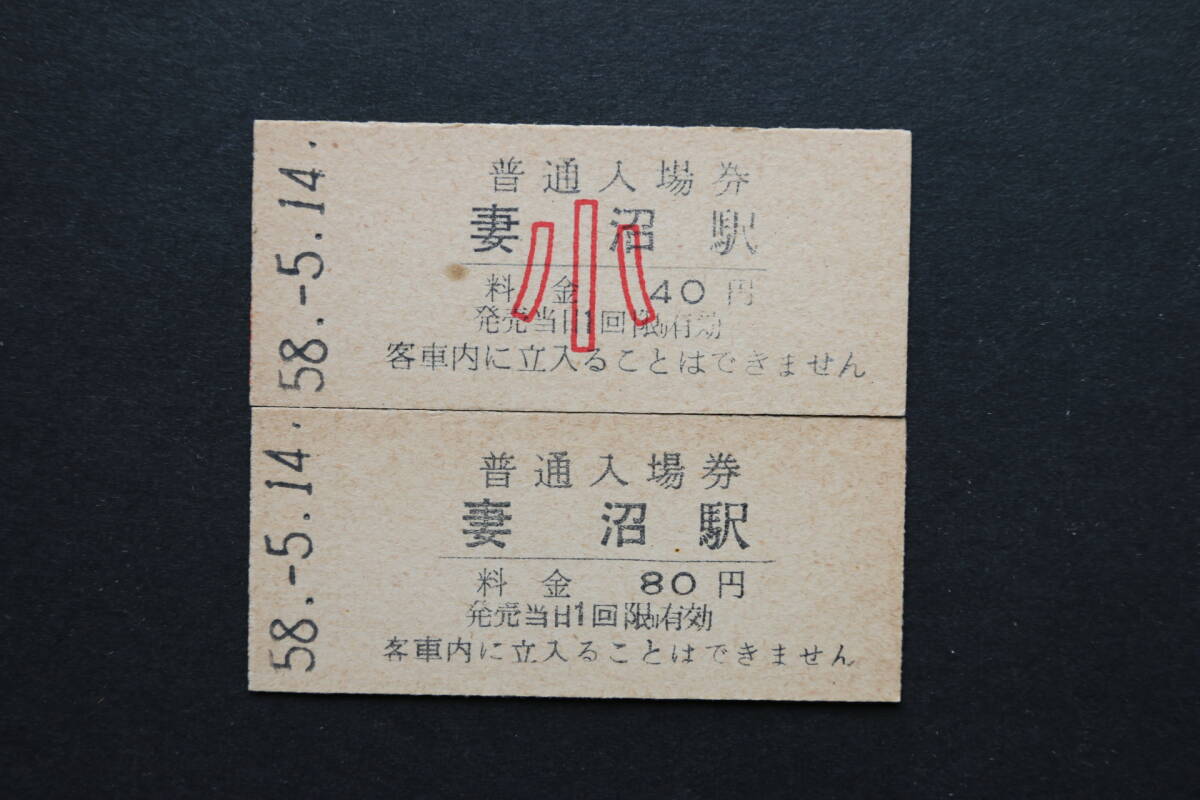 58.-5.14.
普通入場券
妻沼駅
小
料金 40円
発売当日1回限り有効
客車内に立入ることはできません
58.-5.14.
普通入場券
妻沼駅
料金 80円
発売当日1回限り有効
客車内に立入ることはできません